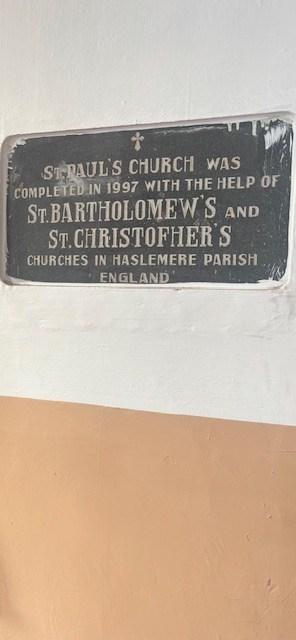 ST. PAUL'S CHURCH WAS
COMPLETED IN 1997 WITH THE HELP OF
ST. BARTHOLOMEW'S AND
ST. CHRISTOFHER'S
CHURCHES IN HASLEMERE PARISH
ENGLAND